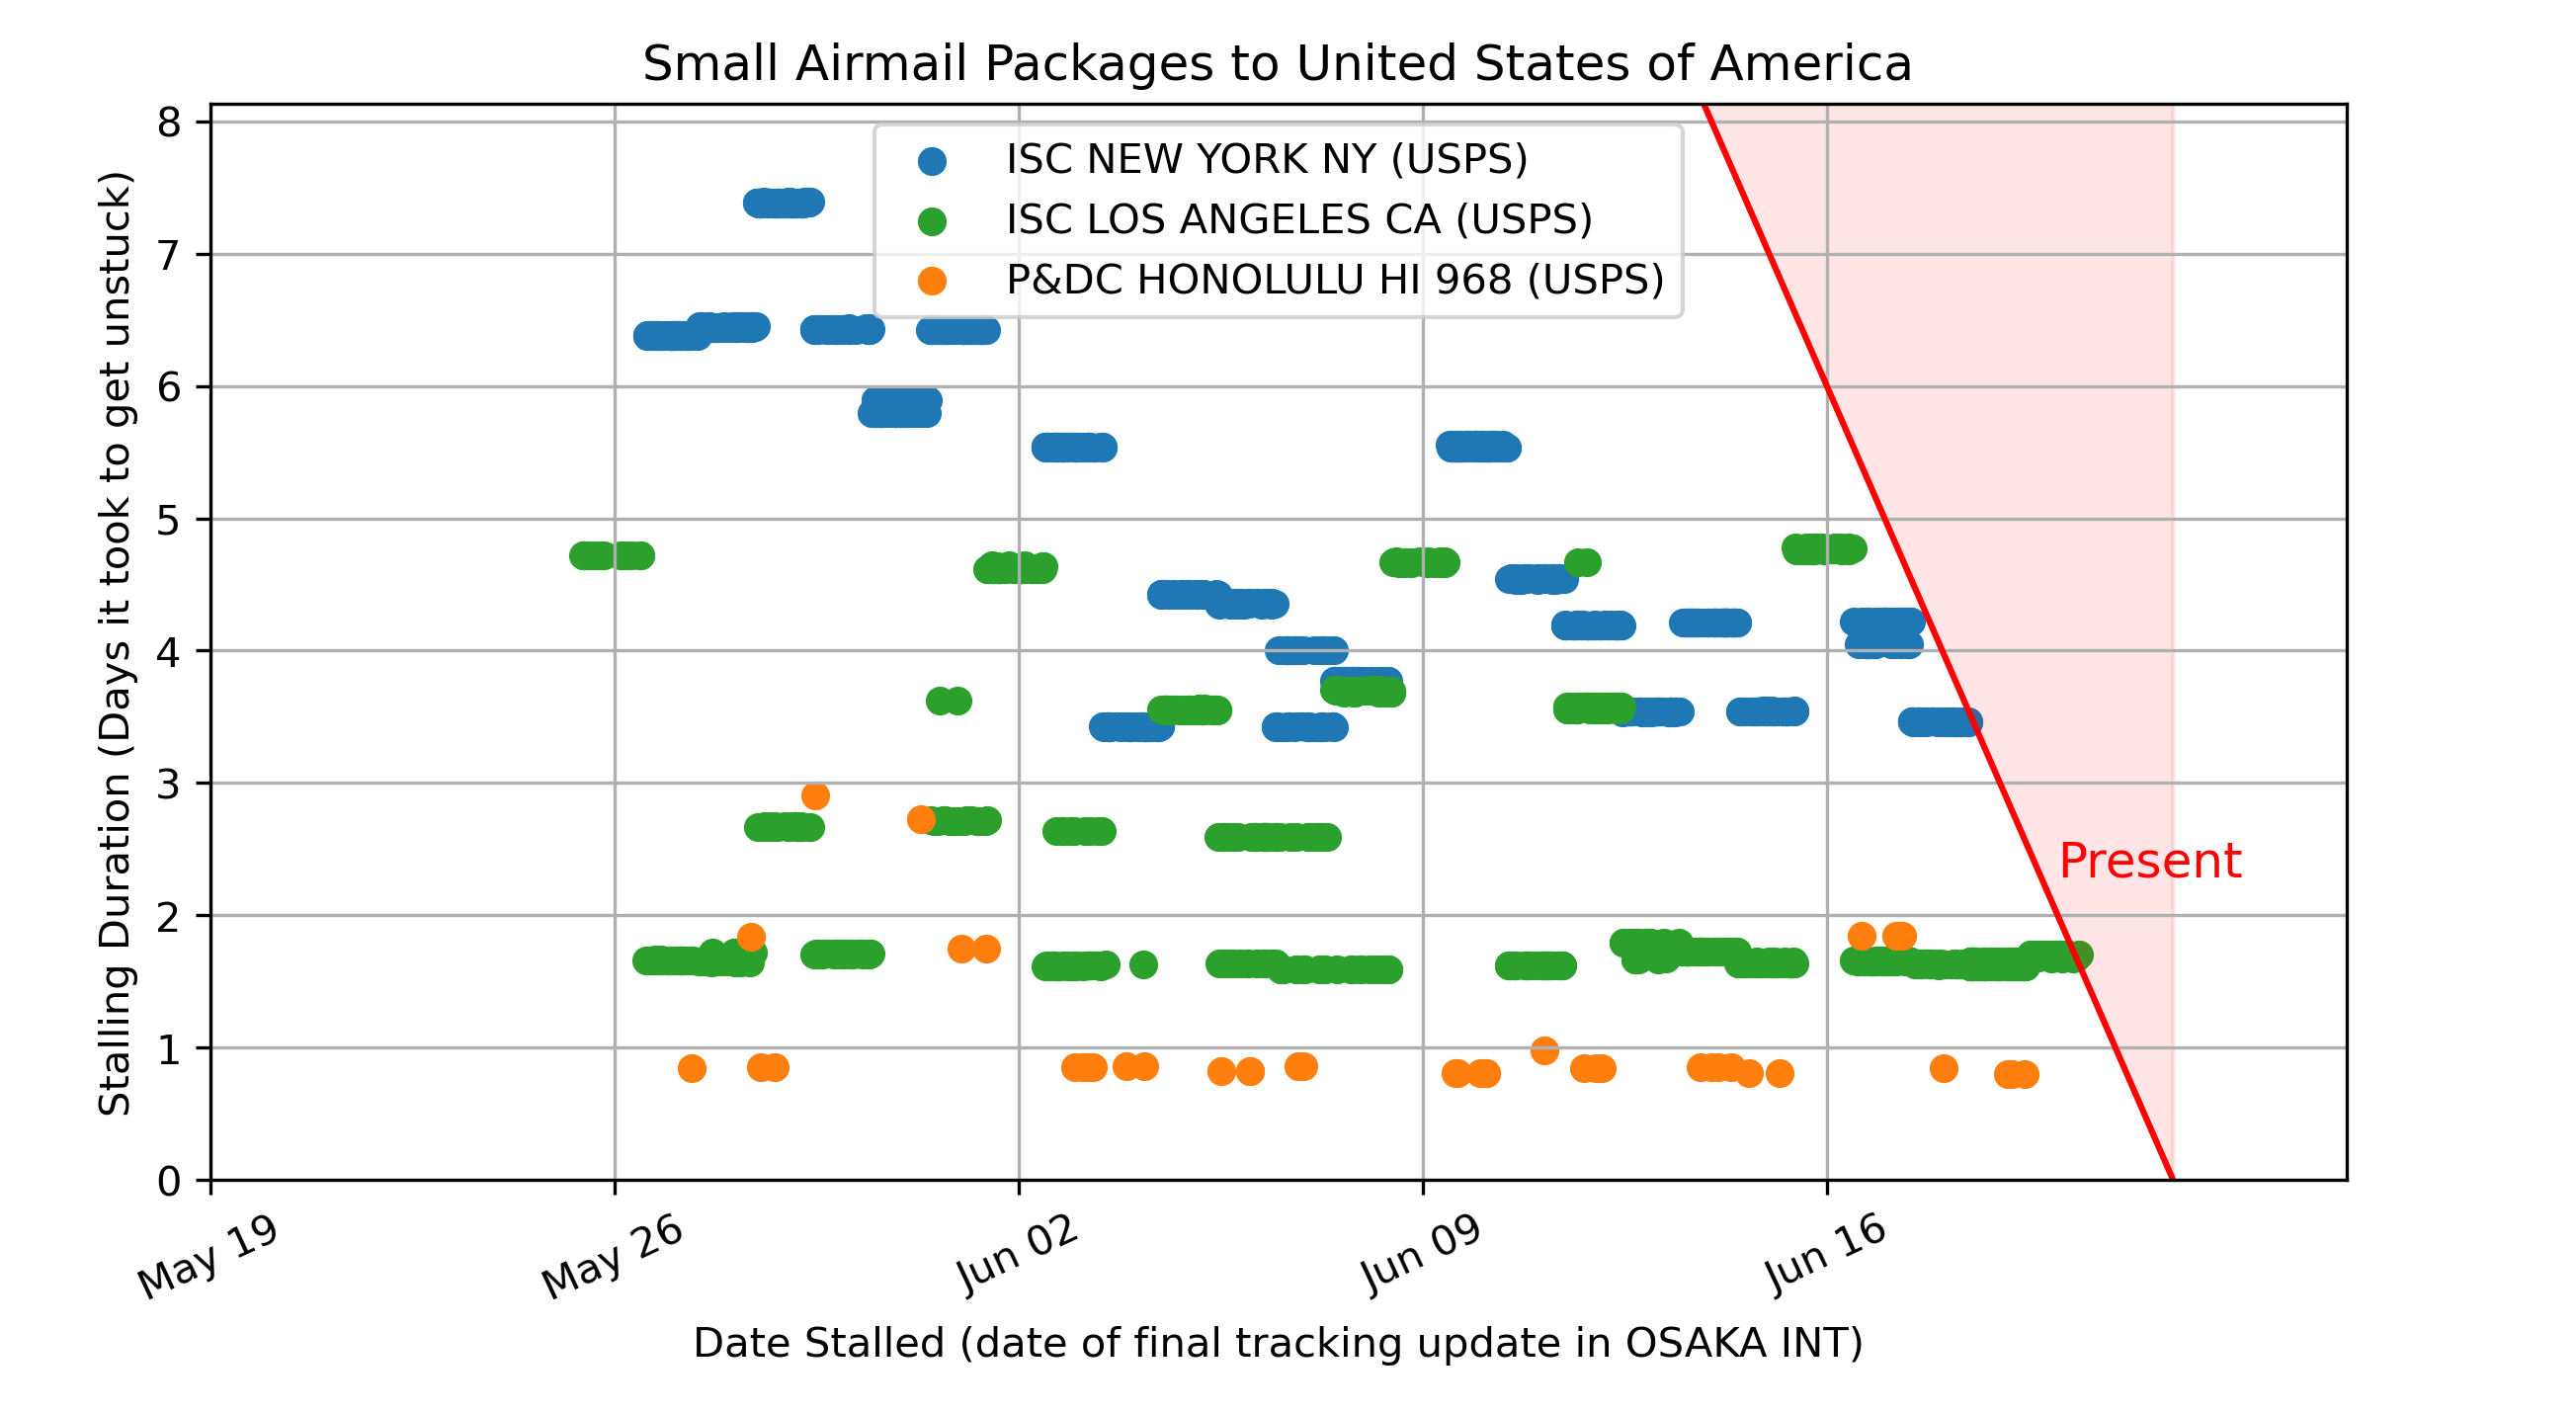 Small Airmail Packages to United States of America
Stalling Duration (Days it took to get unstuck)
8
7
6
5
4
3
2
1
0
ISC NEW YORK NY (USPS)
ISC LOS ANGELES CA (USPS)
P&DC HONOLULU HI 968 (USPS)
Present
May 19
May 26
Jun 02
Jun 09
Jun 16
Date Stalled (date of final tracking update in OSAKA INT)